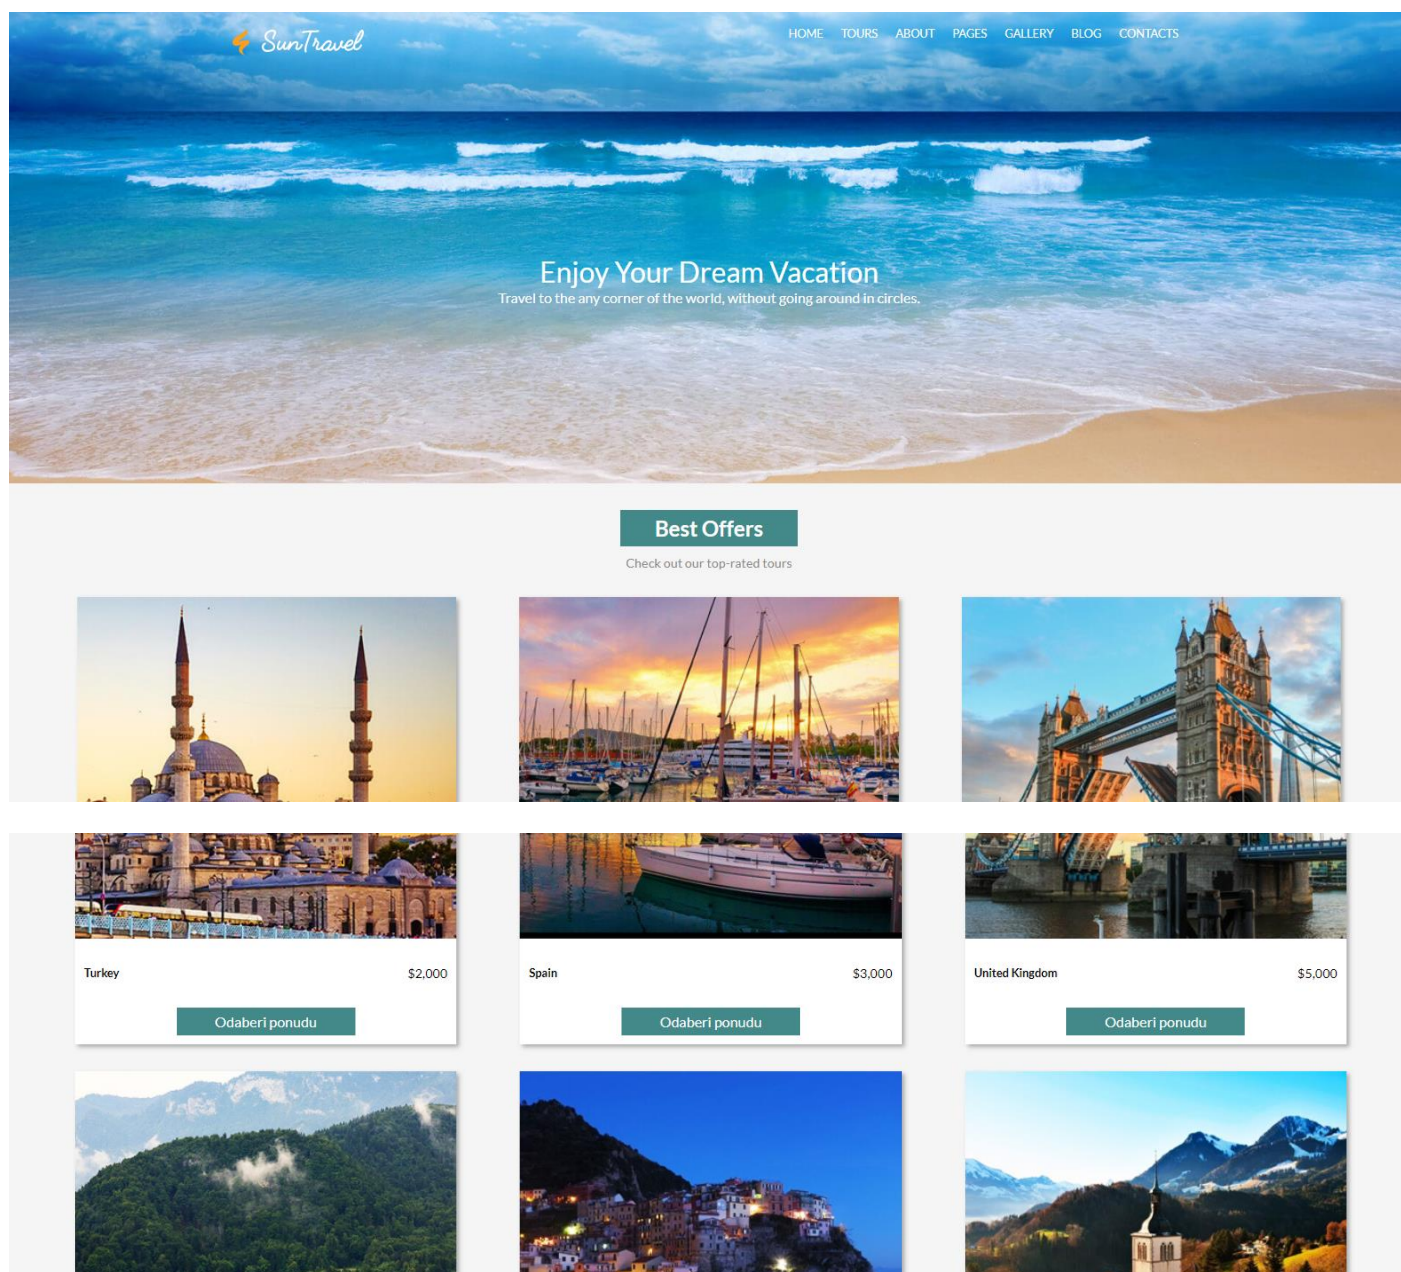 SunTravel
HOME TOURS ABOUT PAGES GALLERY BLOG CONTACTS
Enjoy Your Dream Vacation
Travel to the any corner of the world, without going around in circles.
Best Offers
Check out our top-rated tours
Turkey $2,000
Spain $3,000
United Kingdom $5,000
Odaberi ponudu
Odaberi ponudu
Odaberi ponudu